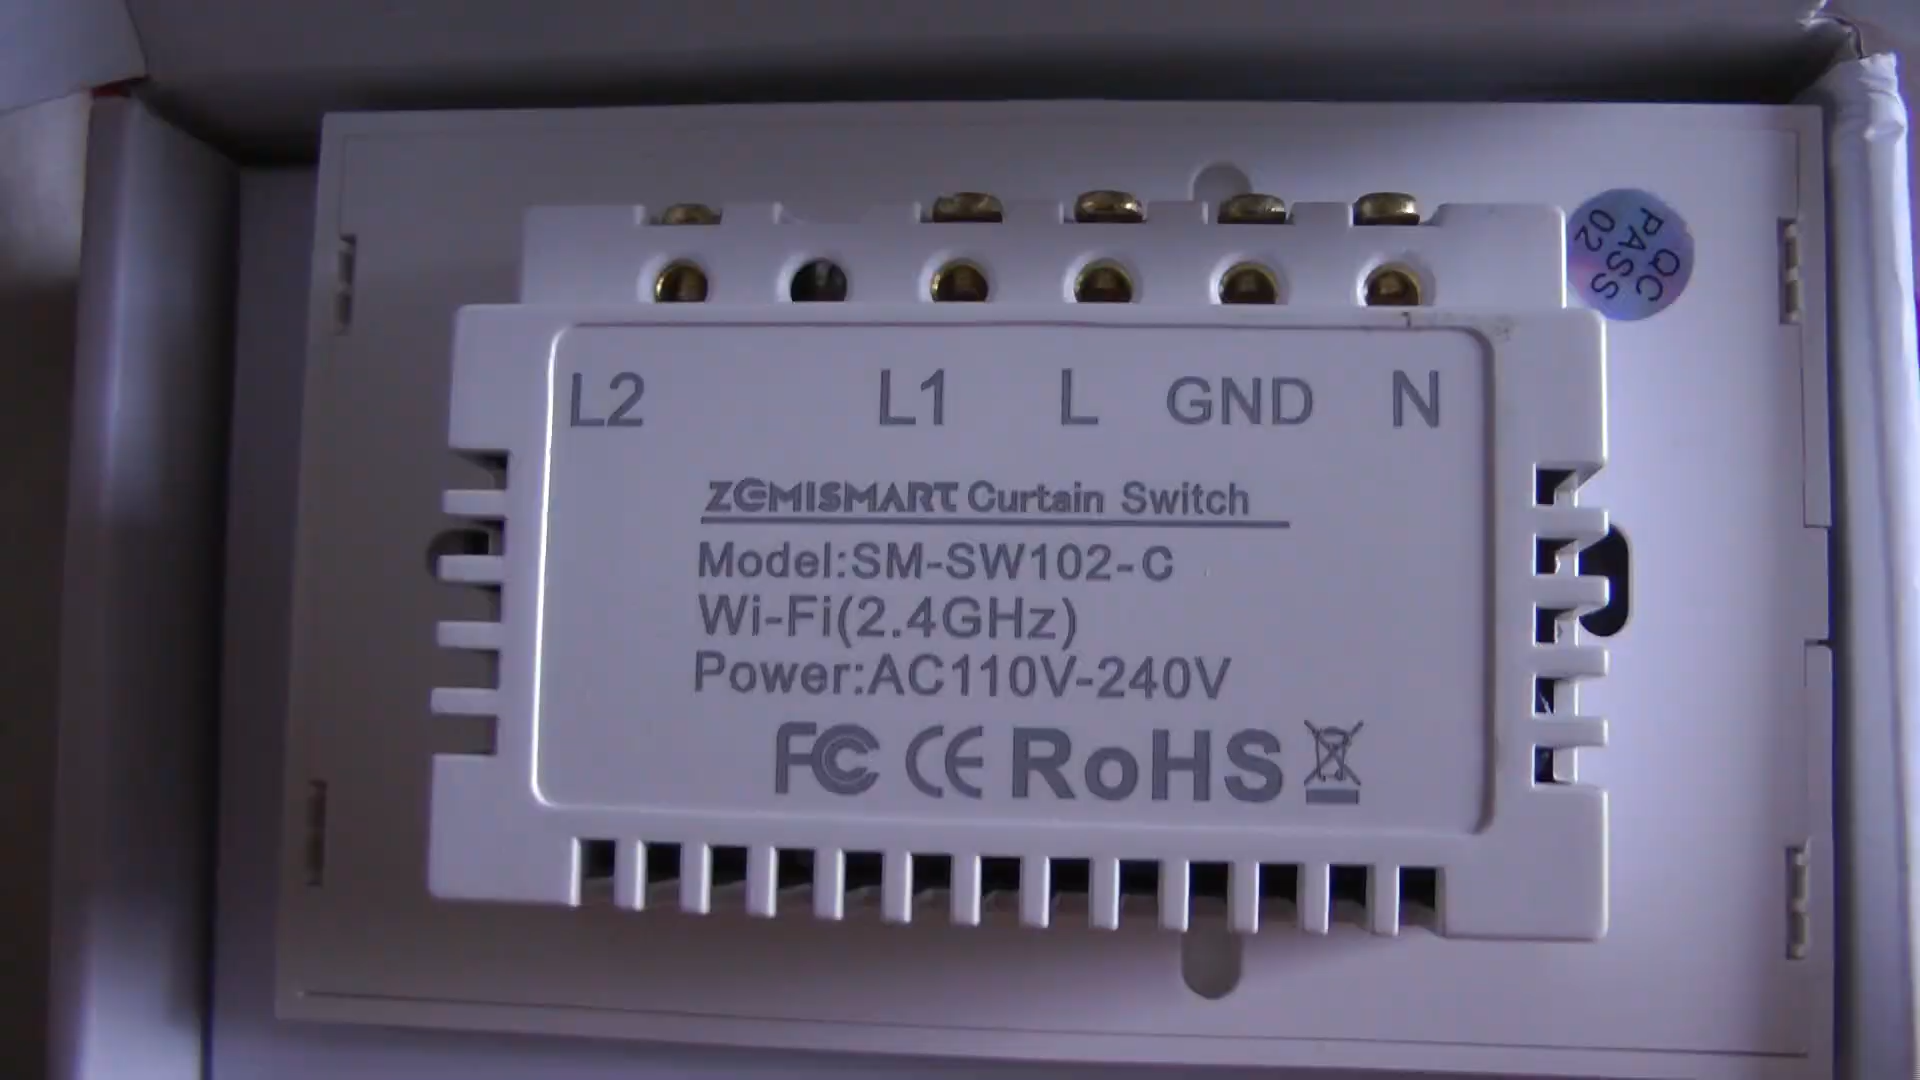 L2 L1 L GND N
ZEMISMART Curtain Switch
Model:SM-SW102-C
Wi-Fi(2.4GHz)
Power:AC110V-240V
FC CE RoHS
QC
PASS
02